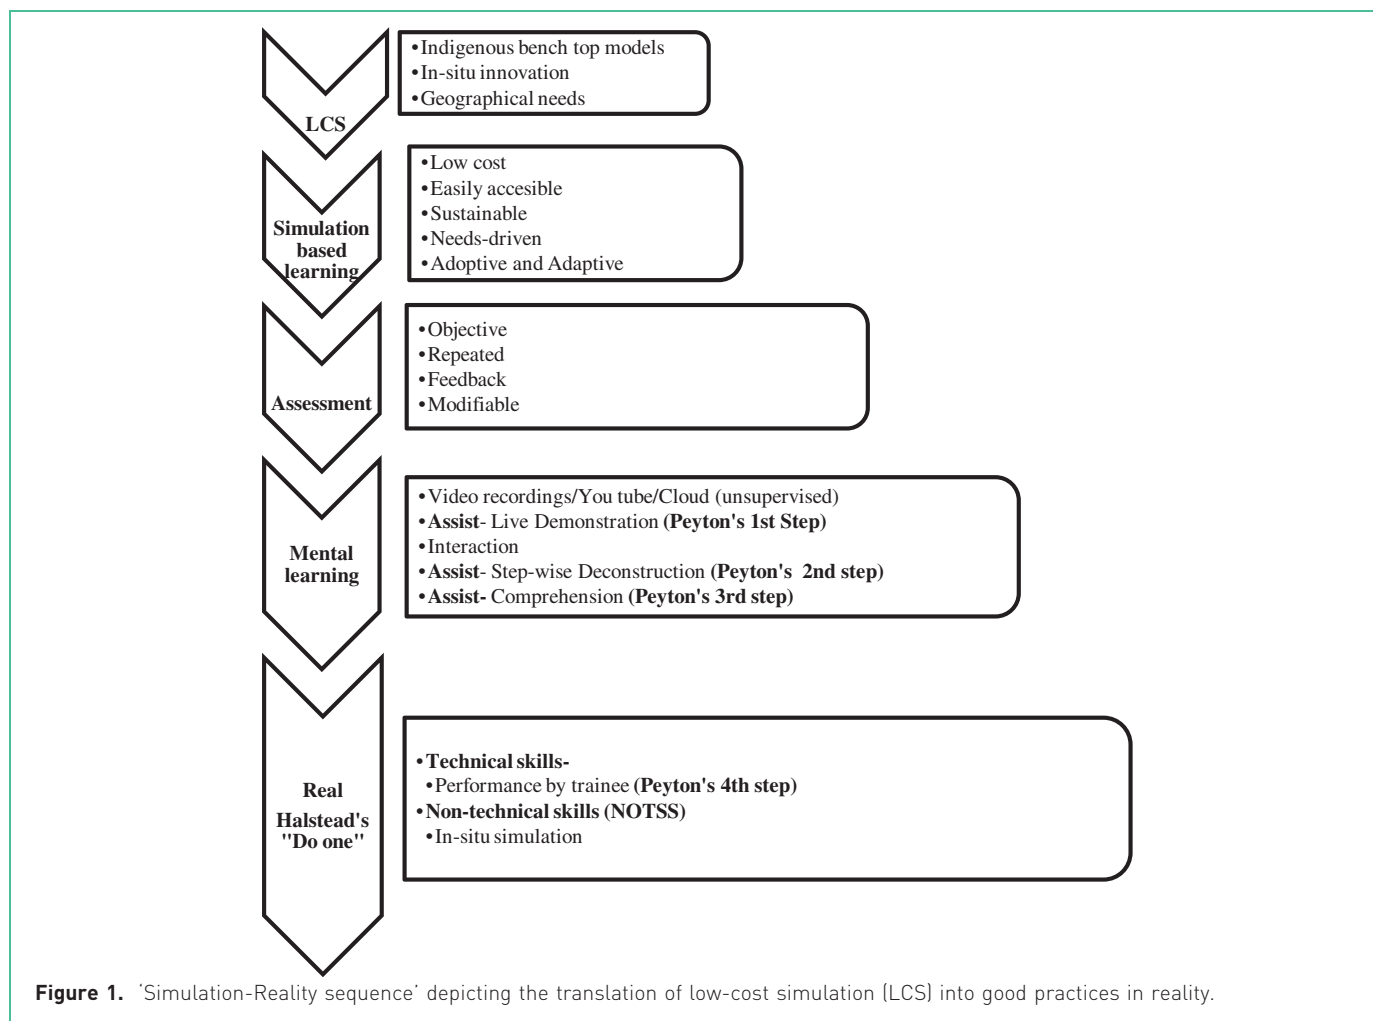 LCS
•Indigenous bench top models
•In-situ innovation
•Geographical needs
Simulation
based
learning
•Low cost
•Easily accesible
•Sustainable
•Needs-driven
•Adoptive and Adaptive
Assessment
•Objective
•Repeated
•Feedback
•Modifiable
Mental
learning
•Video recordings/You tube/Cloud (unsupervised)
•Assist- Live Demonstration (Peyton's 1st Step)
•Interaction
•Assist- Step-wise Deconstruction (Peyton's 2nd step)
•Assist- Comprehension (Peyton's 3rd step)
Real
Halstead's
"Do one"
•Technical skills-
•Performance by trainee (Peyton's 4th step)
•Non-technical skills (NOTSS)
•In-situ simulation
Figure 1. 'Simulation-Reality sequence' depicting the translation of low-cost simulation (LCS) into good practices in reality.